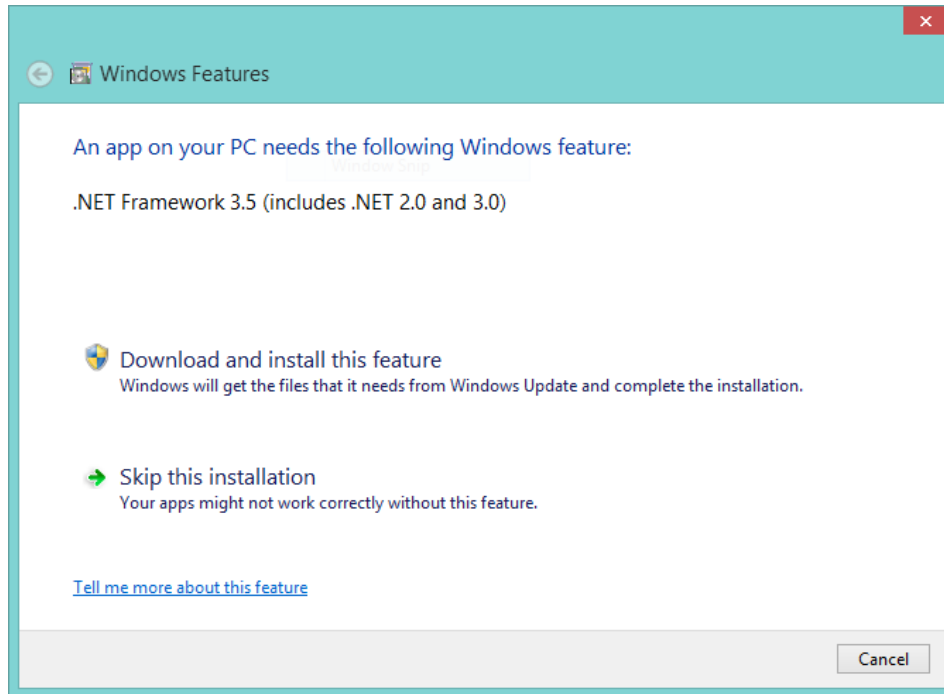 Windows Features
An app on your PC needs the following Windows feature:
Window Snip
.NET Framework 3.5 (includes .NET 2.0 and 3.0)
Download and install this feature
Windows will get the files that it needs from Windows Update and complete the installation.
Skip this installation
Your apps might not work correctly without this feature.
Tell me more about this feature
Cancel